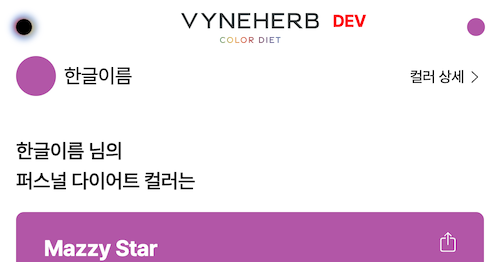 VYNEHERB DEV
COLOR DIET
한글이름
컬러 상세
한글이름 님의
퍼스널 다이어트 컬러는
Mazzy Star